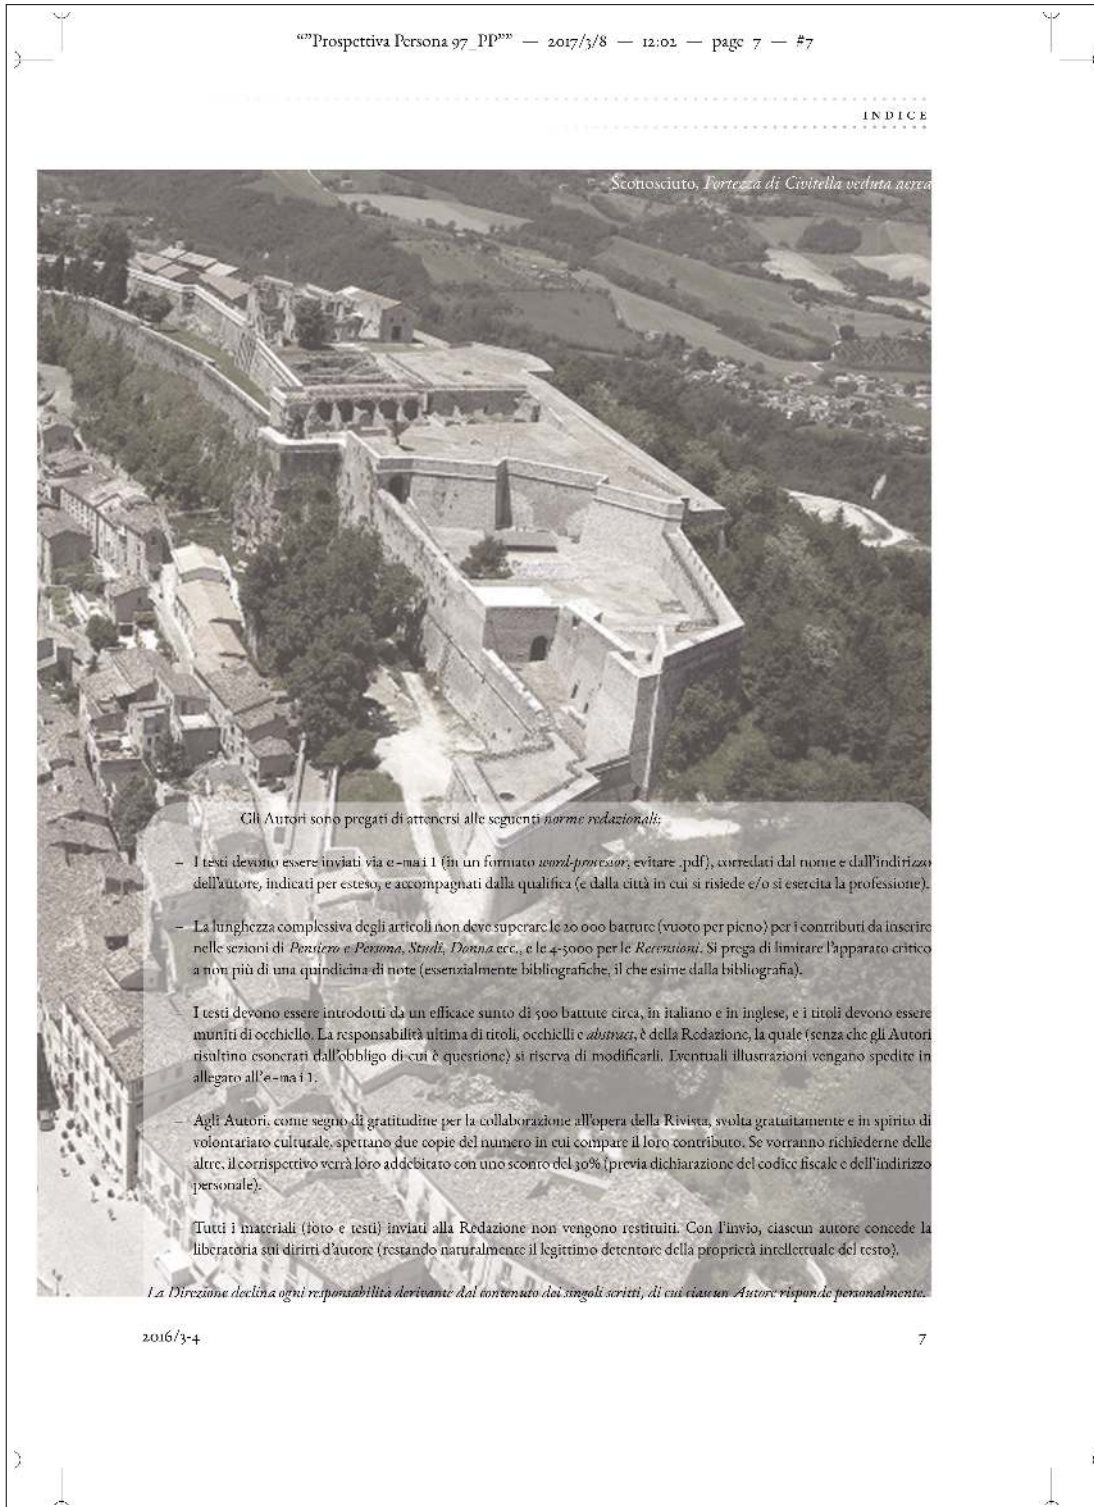 “”Prospettiva Persona 97_PP”” — 2017/3/8 — 12:02 — page 7 — #7
INDICE
Sconosciuto, Fortezza di Civitella veduta aerea
Gli Autori sono pregati di attenersi alle seguenti norme redazionali:
– I testi devono essere inviati via e-mail (in un formato word-processor, evitare .pdf), corredati dal nome e dall’indirizzo
dell’autore, indicati per esteso, e accompagnati dalla qualifica (e dalla città in cui si risiede e/o si esercita la professione).
– La lunghezza complessiva degli articoli non deve superare le 20 000 battute (vuoto per pieno) per i contributi da inserire
nelle sezioni di Pensiero e Persona, Studi, Donna ecc., e le 4-5000 per le Recensioni. Si prega di limitare l’apparato critico
a non più di una quindicina di note (essenzialmente bibliografiche, il che esime dalla bibliografia).
– I testi devono essere introdotti da un efficace sunto di 500 battute circa, in italiano e in inglese, e i titoli devono essere
muniti di occhiello. La responsabilità ultima di titoli, occhielli e abstract, è della Redazione, la quale (senza che gli Autori
risultino esonerati dall’obbligo di cui è questione) si riserva di modificarli. Eventuali illustrazioni vengano spedite in
allegato all’e-mail.
– Agli Autori, come segno di gratitudine per la collaborazione all’opera della Rivista, svolta gratuitamente e in spirito di
volontariato culturale, spettano due copie del numero in cui compare il loro contributo. Se vorranno richiederne delle
altre, il corrispettivo verrà loro addebitato con uno sconto del 30% (previa dichiarazione del codice fiscale e dell’indirizzo
personale).
Tutti i materiali (foto e testi) inviati alla Redazione non vengono restituiti. Con l’invio, ciascun autore concede la
liberatoria sui diritti d’autore (restando naturalmente il legittimo detentore della proprietà intellettuale del testo).
La Direzione declina ogni responsabilità derivante dal contenuto dei singoli scritti, di cui ciascun Autore risponde personalmente.
2016/3-4
7